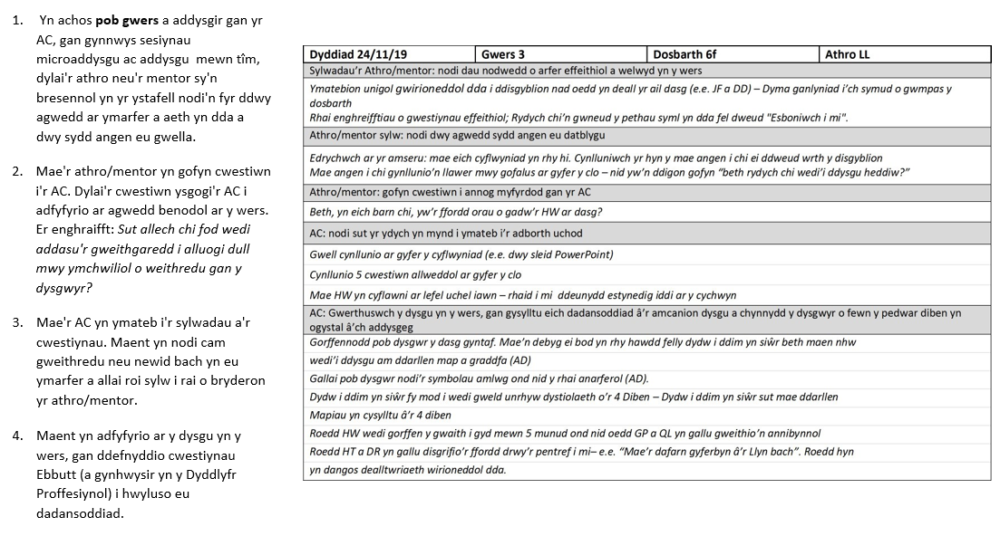 1. Yn achos pob gwers a addysgir gan yr
AC, gan gynnwys sesiynau
microaddysgu ac addysgu mewn tîm,
dylai'r athro neu'r mentor sy'n
bresennol yn yr ystafell nodi'n fyr ddwy
agwedd ar ymarfer a aeth yn dda a
dwy sydd angen eu gwella.
2. Mae'r athro/mentor yn gofyn cwestiwn
i'r AC. Dylai'r cwestiwn ysgogi'r AC i
adfyfyrio ar agwedd benodol ar y wers.
Er enghraifft: Sut allech chi fod wedi
addasu'r gweithgaredd i alluogi dull
mwy ymchwiliol o weithredu gan y
dysgwyr?
3. Mae'r AC yn ymateb i'r sylwadau a'r
cwestiynau. Maent yn nodi cam
gweithredu neu newid bach yn eu
ymarfer a allai roi sylw i rai o bryderon
yr athro/mentor.
4. Maent yn adfyfyrio ar y dysgu yn y
wers, gan ddefnyddio cwestiynau
Ebbutt (a gynhwysir yn y Dyddlyfr
Proffesiynol) i hwyluso eu
dadansoddiad.
Dyddiad 24/11/19 Gwers 3 Dosbarth 6f Athro LL
Sylwadau'r Athro/mentor: nodi dau nodwedd o arfer effeithiol a welwyd yn y wers
Ymatebion unigol gwirioneddol dda i ddisgyblion nad oedd yn deall yr ail dasg (e.e. JF a DD) – Dyma ganlyniad i'ch symud o gwmpas y
dosbarth
Rhai enghreifftiau o gwestiynau effeithiol; Rydych chi'n gwneud y pethau syml yn dda fel dweud "Esboniwch i mi".
Athro/mentor sylw: nodi dwy agwedd sydd angen eu datblygu
Edrychwch ar yr amseru: mae eich cyflwyniad yn rhy hi. Cynlluniwch yr hyn y mae angen i chi ei ddweud wrth y disgyblion
Mae angen i chi gynllunio'n llawer mwy gofalus ar gyfer y clo – nid yw'n ddigon gofyn "beth rydych chi wedi'i ddysgu heddiw?"
Athro/mentor: gofyn cwestiwn i annog myfyrdod gan yr AC
Beth, yn eich barn chi, yw'r ffordd orau o gadw'r HW ar dasg?
AC: nodi sut yr ydych yn mynd i ymateb i'r adborth uchod
Gwell cynllunio ar gyfer y cyflwyniad (e.e. dwy sleid PowerPoint)
Cynllunio 5 cwestiwn allweddol ar gyfer y clo
Mae HW yn cyflawni ar lefel uchel iawn – rhaid i mi ddeunydd estynedig iddi ar y cychwyn
AC: Gwerthuswch y dysgu yn y wers, gan gysylltu eich dadansoddiad â'r amcanion dysgu a chynnydd y dysgwyr o fewn y pedwar diben yn
ogystal â'ch addysgeg
Gorffennodd pob dysgwr y dasg gyntaf. Mae'n debyg ei bod yn rhy hawdd felly dydw i ddim yn siŵr beth maen nhw
wedi'i ddysgu am ddarllen map a graddfa (AD)
Gallai pob dysgwr nodi'r symbolau amlwg ond nid y rhai anarferol (AD).
Dydw i ddim yn siŵr fy mod i wedi gweld unrhyw dystiolaeth o'r 4 Diben – Dydw i ddim yn siŵr sut mae ddarllen
Mapiau yn cysylltu â'r 4 diben
Roedd HW wedi gorffen y gwaith i gyd mewn 5 munud ond nid oedd GP a QL yn gallu gweithio'n annibynnol
Roedd HT a DR yn gallu disgrifio'r ffordd drwy'r pentref i mi– e.e. "Mae'r dafarn gyferbyn â'r Llyn bach". Roedd hyn
yn dangos dealltwriaeth wirioneddol dda.